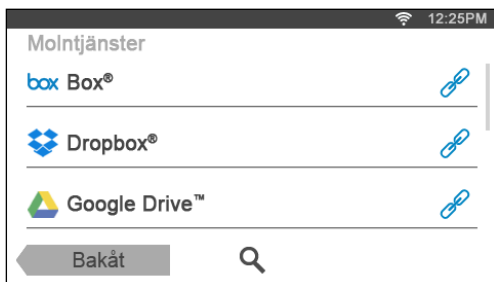 12:25PM
Molntjänster
box Box®
Dropbox®
Google Drive™
Bakåt